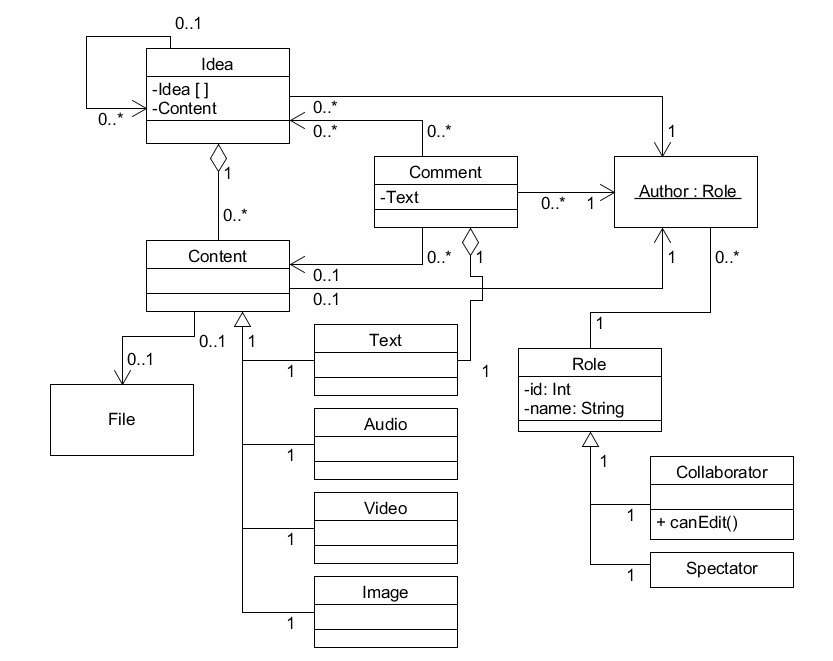 0..1
Idea
-Idea [ ]
-Content
0..*
0..*
0..*
0..*
1
1
Comment
-Text
Author : Role
0..*
1
0..*
Content
0..*
1
0..1
0..1
1
0..*
0..1
1
0..1
File
Text
1
1
1
Role
-id: Int
-name: String
Audio
1
1
Collaborator
+ canEdit()
1
Video
1
Spectator
1
Image
1